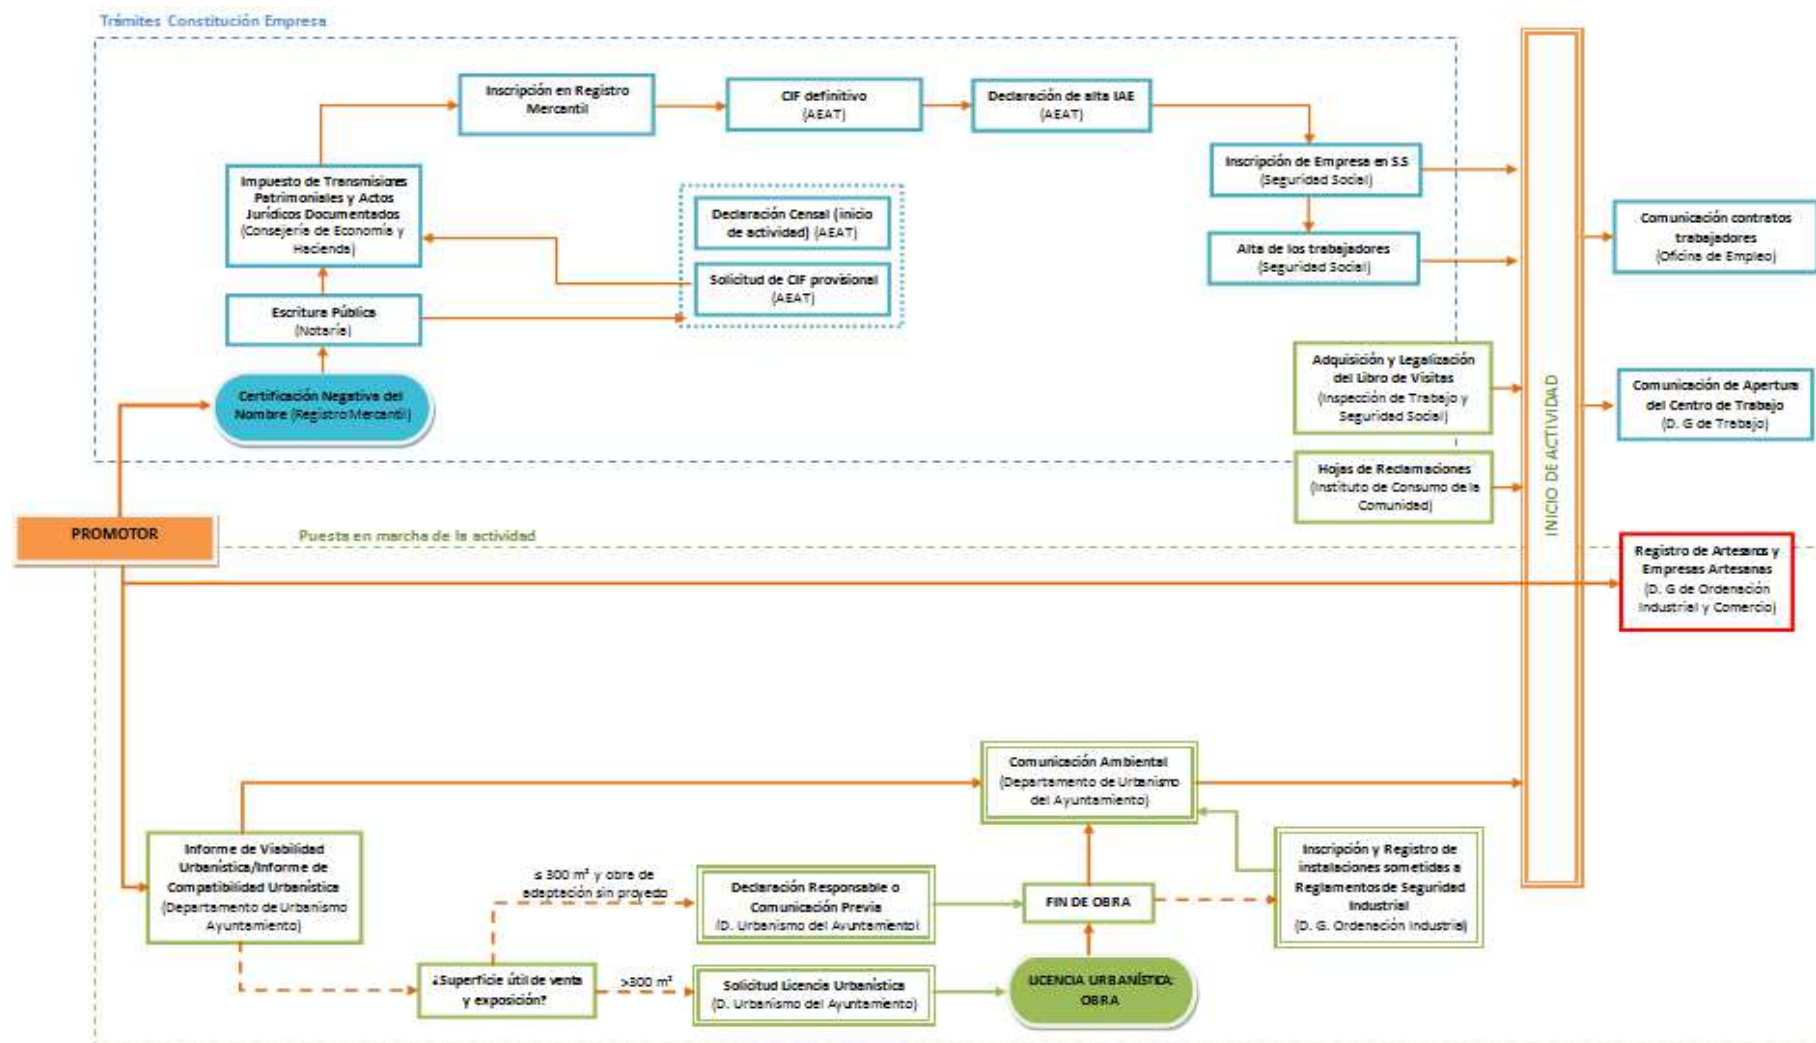 Trámites Constitución Empresa
Inscripción en Registro
Mercantil
CIF definitivo
(AEAT)
Declaración de alta IAE
(AEAT)
Inscripción de Empresa en S.S
(Seguridad Social)
Impuesto de Transmisiones
Patrimoniales y Actos
Jurídicos Documentados
(Consejería de Economía y
Hacienda)
Declaración Censal (inicio
de actividad) (AEAT)
Solicitud de CIF provisional
(AEAT)
Alta de los trabajadores
(Seguridad Social)
Comunicación contratos
trabajadores
(Oficina de Empleo)
Escritura Pública
(Notaría)
Certificación Negativa del
Nombre (Registro Mercantil)
Adquisición y Legalización
del Libro de Visitas
(Inspección de Trabajo y
Seguridad Social)
Comunicación de Apertura
del Centro de Trabajo
(D. G de Trabajo)
Hojas de Reclamaciones
(Instituto de Consumo de la
Comunidad)
INICIO DE ACTIVIDAD
PROMOTOR
Puesta en marcha de la actividad
Registro de Artesanos y
Empresas Artesanas
(D. G de Ordenación
Industrial y Comercio)
Comunicación Ambiental
(Departamento de Urbanismo
del Ayuntamiento)
Informe de Viabilidad
Urbanística/Informe de
Compatibilidad Urbanística
(Departamento de Urbanismo
Ayuntamiento)
≤ 300 m² y obra de
adaptación sin proyecto
Declaración Responsable o
Comunicación Previa
(D. Urbanismo del Ayuntamiento)
FIN DE OBRA
Inscripción y Registro de
instalaciones sometidas a
Reglamentos de Seguridad
Industrial
(D. G. Ordenación Industria)
¿Superficie útil de venta
y exposición?
>300 m²
Solicitud Licencia Urbanística
(D. Urbanismo del Ayuntamiento)
LICENCIA URBANÍSTICA:
OBRA